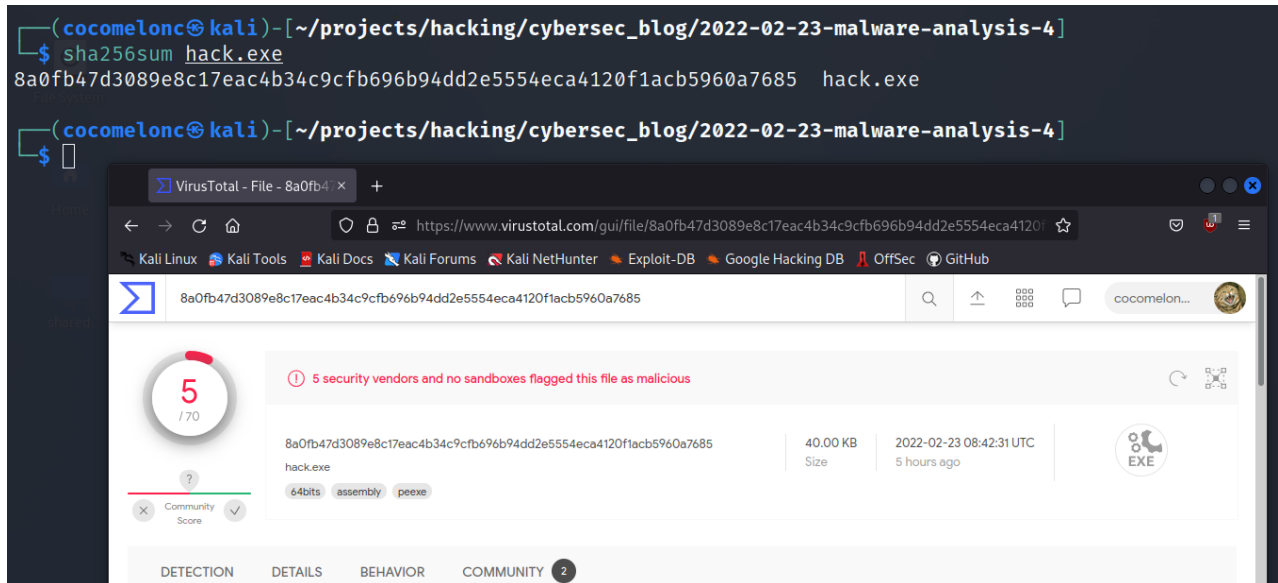 ┌──(cocomelonc㉿kali)-[~/projects/hacking/cybersec_blog/2022-02-23-malware-analysis-4]
└─$ sha256sum hack.exe
8a0fb47d3089e8c17eac4b34c9cfb696b94dd2e5554eca4120f1acb5960a7685  hack.exe
File System
┌──(cocomelonc㉿kali)-[~/projects/hacking/cybersec_blog/2022-02-23-malware-analysis-4]
└─$
Home
Shared
VirusTotal - File - 8a0fb47
https://www.virustotal.com/gui/file/8a0fb47d3089e8c17eac4b34c9cfb696b94dd2e5554eca4120f
1
Kali Linux Kali Tools Kali Docs Kali Forums Kali NetHunter Exploit-DB Google Hacking DB OffSec GitHub
8a0fb47d3089e8c17eac4b34c9cfb696b94dd2e5554eca4120f1acb5960a7685 cocomelon...
5
/ 70
5 security vendors and no sandboxes flagged this file as malicious
8a0fb47d3089e8c17eac4b34c9cfb696b94dd2e5554eca4120f1acb5960a7685
hack.exe
64bits assembly peexe
40.00 KB
Size
2022-02-23 08:42:31 UTC
5 hours ago
EXE
?
Community
Score
DETECTION DETAILS BEHAVIOR COMMUNITY 2